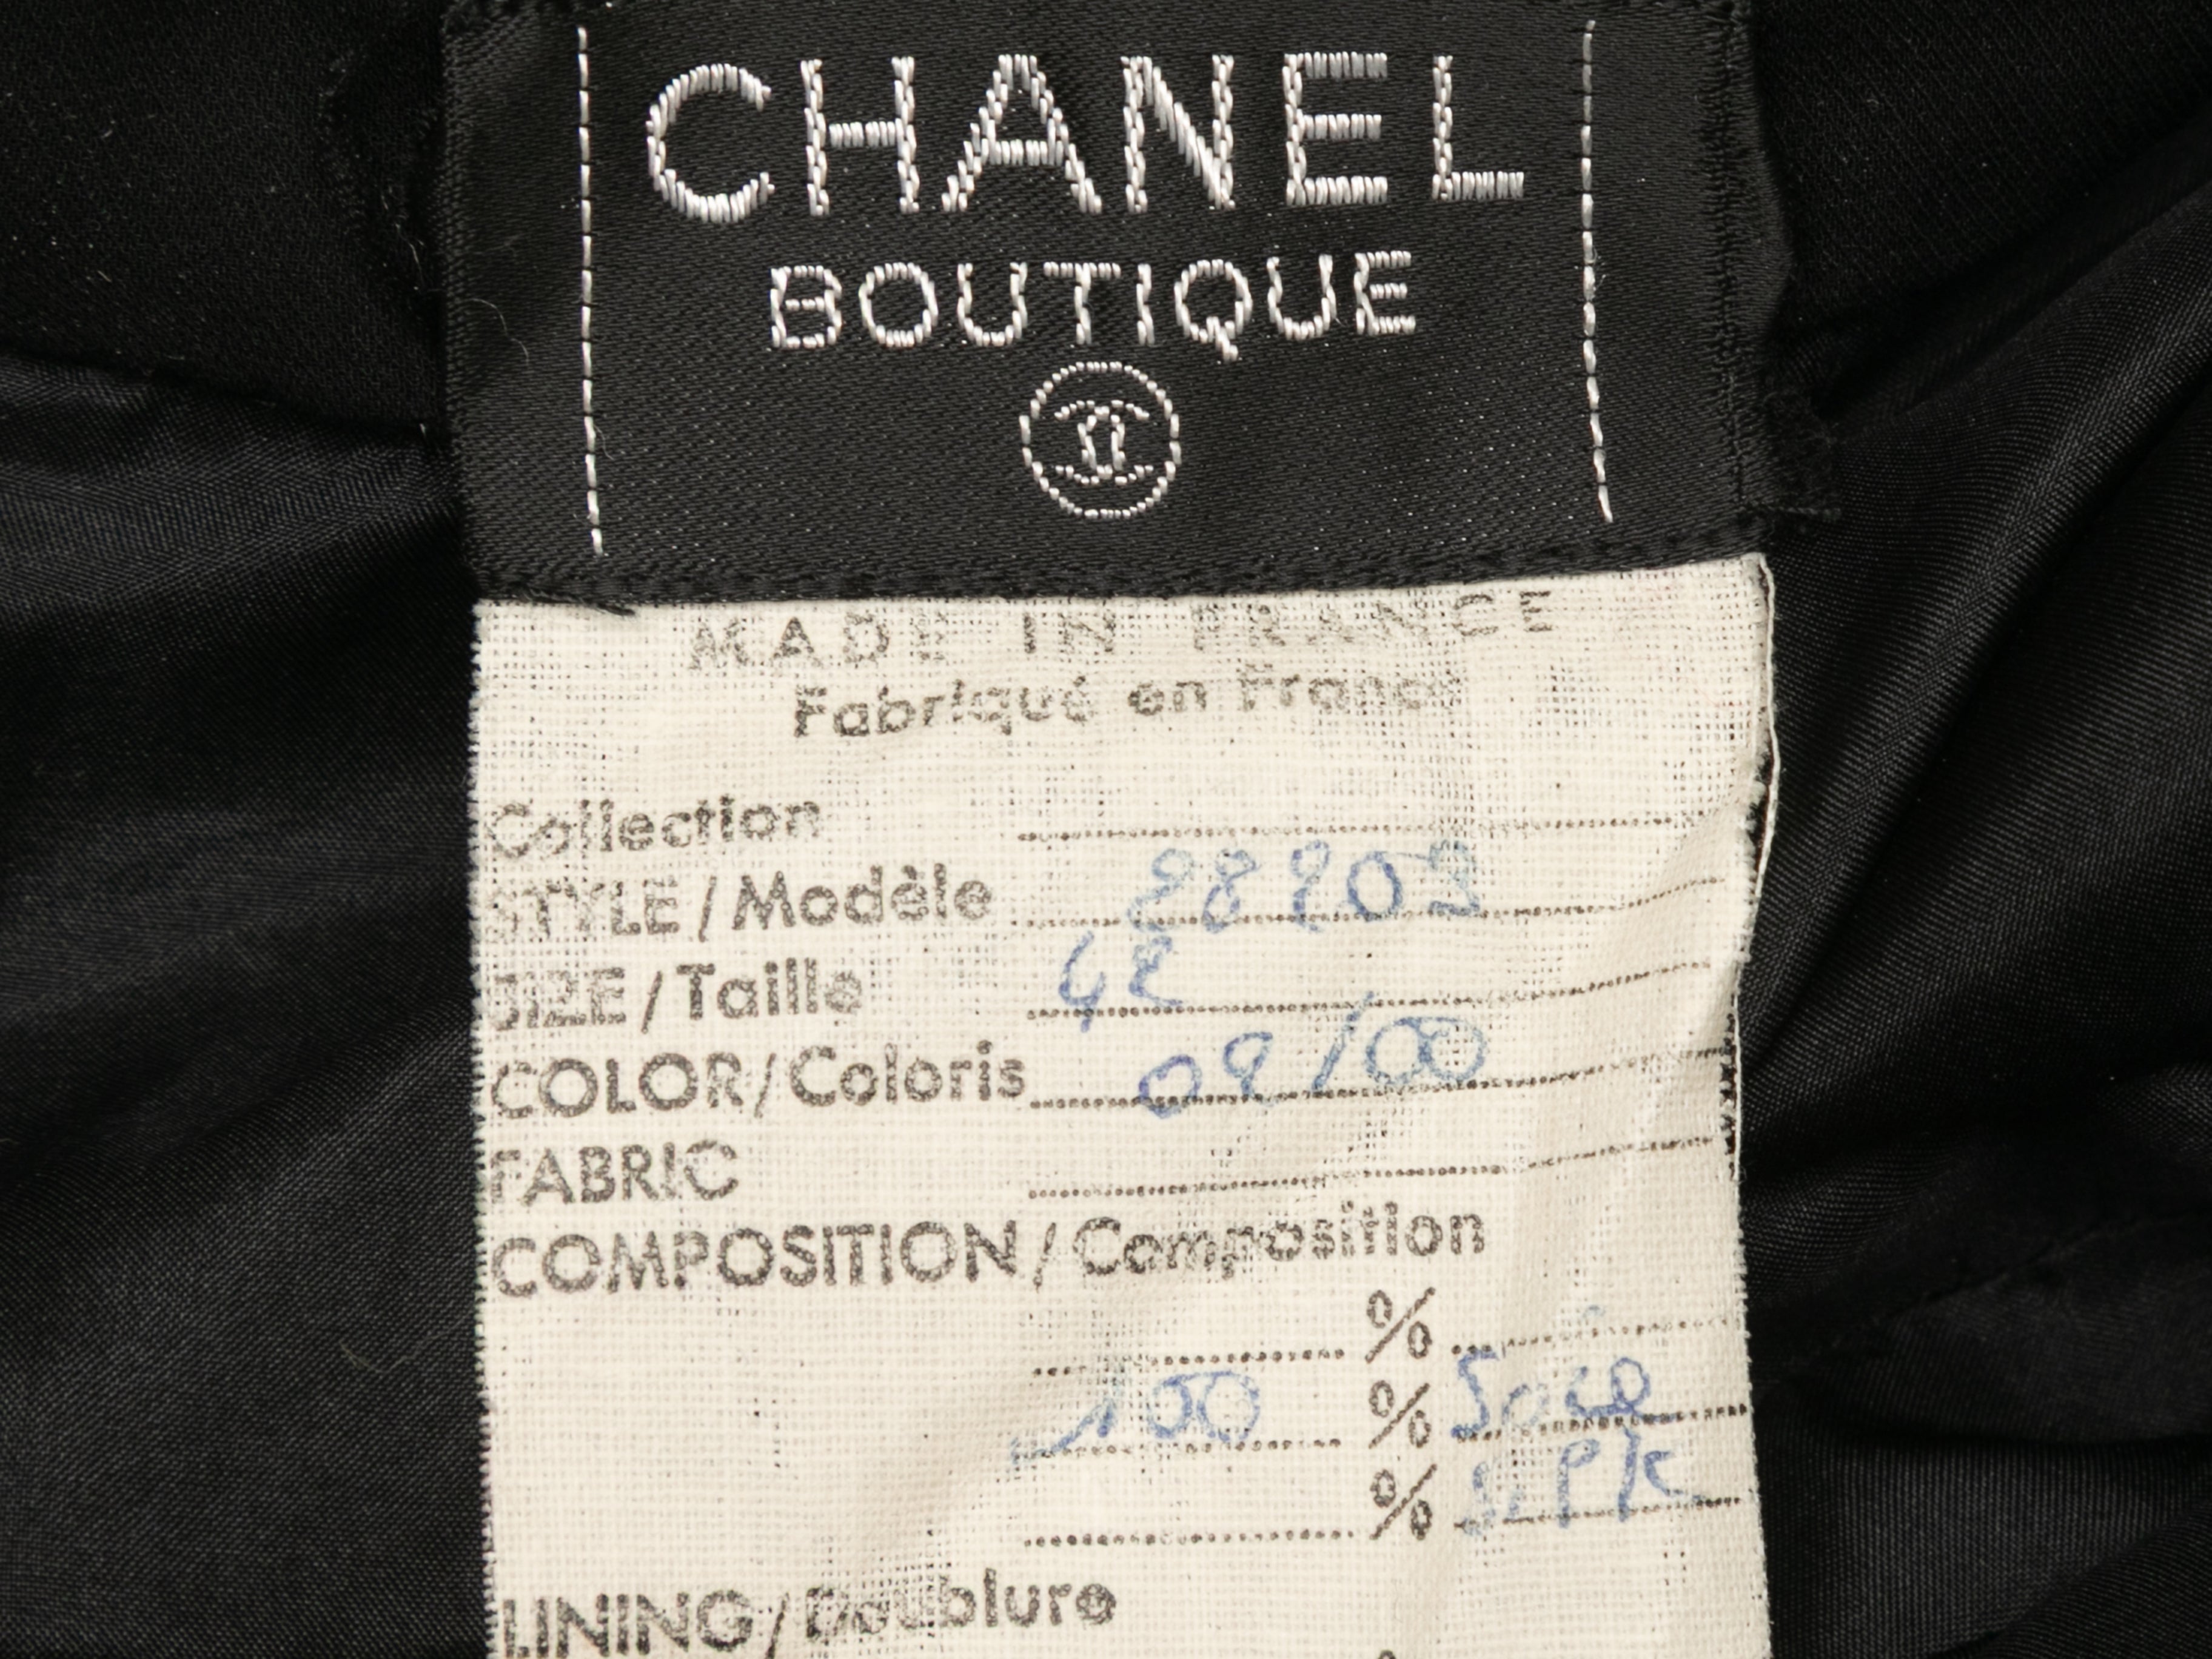 CHANEL
BOUTIQUE
MADE IN FRANCE
Fabriqué en France
Collection
STYLE / Modèle 28203
SIZE / Taille 42
COLOR / Coloris 09/00
FABRIC
COMPOSITION / Composition
%
100 % Soie
% silk
LINING / Doublure